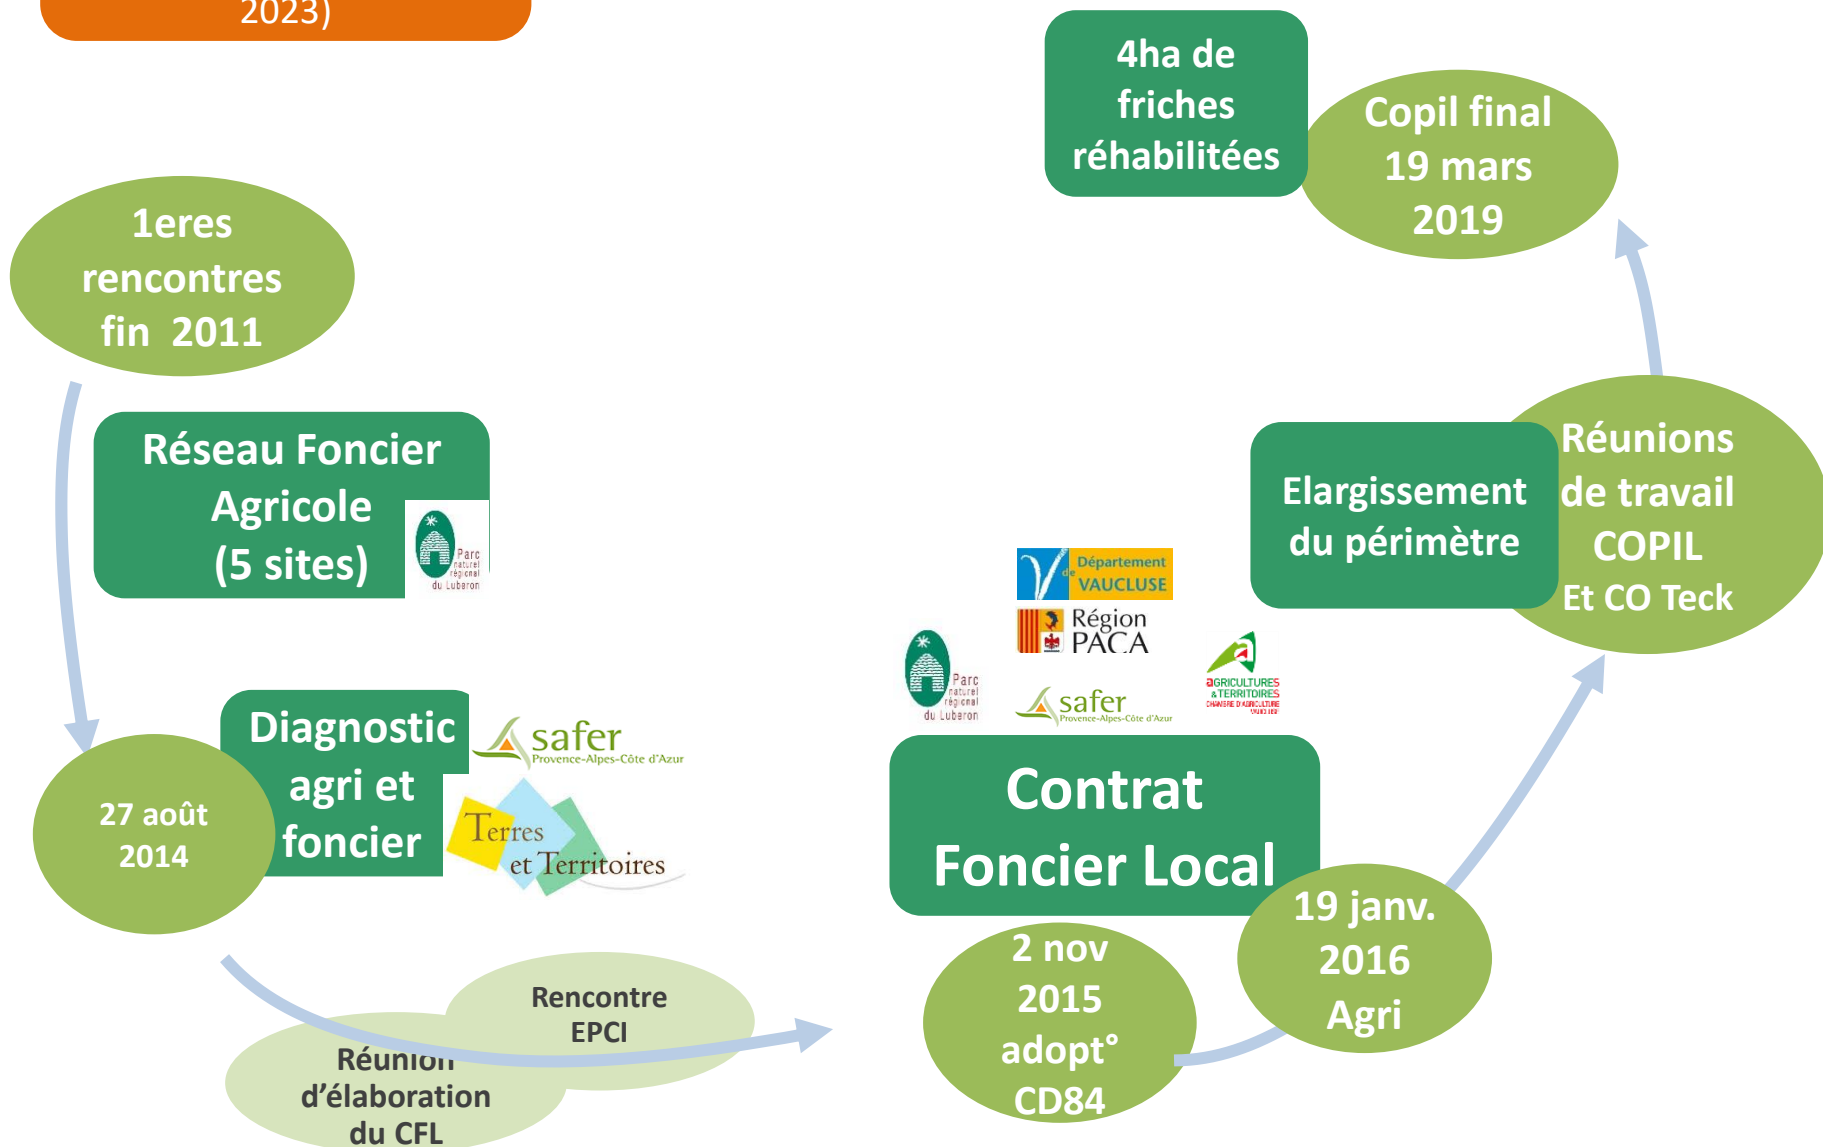 2023)
1eres
rencontres
fin 2011
Réseau Foncier
Agricole
(5 sites)
Parc
naturel
régional
du Luberon
27 août
2014
Diagnostic
agri et
foncier
safer
Provence-Alpes-Côte d'Azur
Terres
et Territoires
Réunion
d'élaboration
du CFL
Rencontre
EPCI
Département
de VAUCLUSE
Région
PACA
Parc
naturel
régional
du Luberon
safer
Provence-Alpes-Côte d'Azur
AGRICULTURES
& TERRITOIRES
CHAMBRE D'AGRICULTURE
VAUCLUSE
Contrat
Foncier Local
2 nov
2015
adopt°
CD84
19 janv.
2016
Agri
Elargissement
du périmètre
Réunions
de travail
COPIL
Et CO Teck
4ha de
friches
réhabilitées
Copil final
19 mars
2019